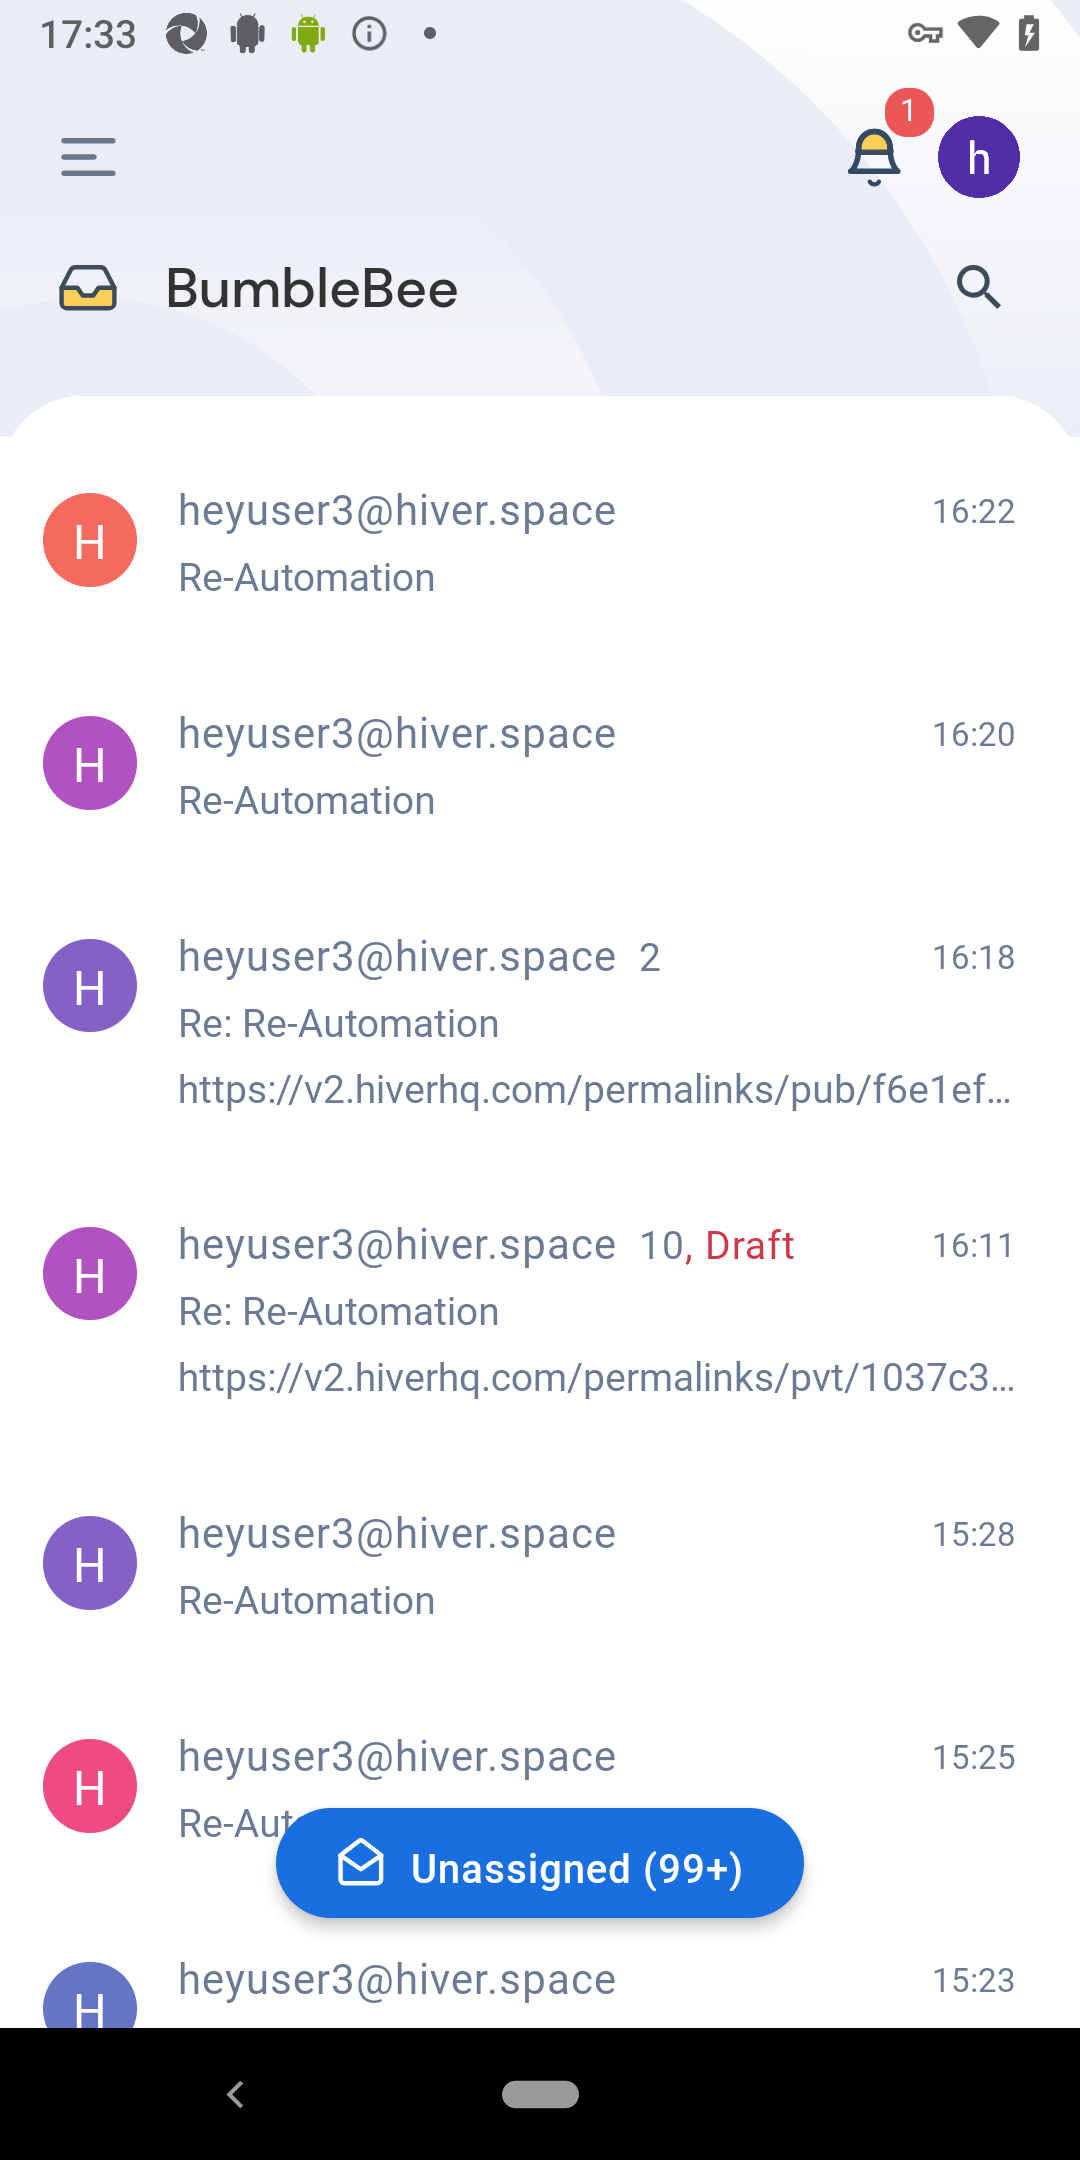 17:33
1
h
BumbleBee
H
heyuser3@hiver.space 16:22
Re-Automation
H
heyuser3@hiver.space 16:20
Re-Automation
H
heyuser3@hiver.space 2 16:18
Re: Re-Automation
https://v2.hiverhq.com/permalinks/pub/f6e1ef...
H
heyuser3@hiver.space 10, Draft 16:11
Re: Re-Automation
https://v2.hiverhq.com/permalinks/pvt/1037c3...
H
heyuser3@hiver.space 15:28
Re-Automation
H
heyuser3@hiver.space 15:25
Re-Aut
Unassigned (99+)
H
heyuser3@hiver.space 15:23